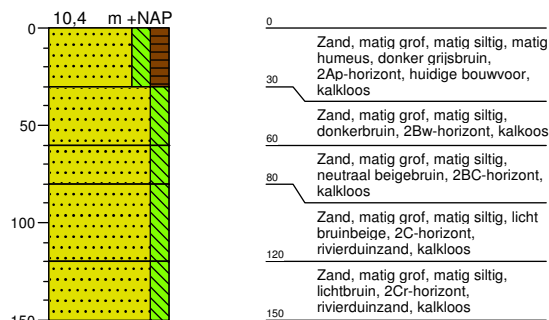 10,4 m +NAP
0
50
100
150
0
Zand, matig grof, matig siltig, matig
humeus, donker grijsbruin,
2Ap-horizont, huidige bouwvoor,
kalkloos
30
Zand, matig grof, matig siltig,
donkerbruin, 2Bw-horizont, kalkoos
60
Zand, matig grof, matig siltig,
neutraal beigebruin, 2BC-horizont,
kalkloos
80
Zand, matig grof, matig siltig, licht
bruinbeige, 2C-horizont,
rivierduinzand, kalkloos
120
Zand, matig grof, matig siltig,
lichtbruin, 2Cr-horizont,
rivierduinzand, kalkloos
150